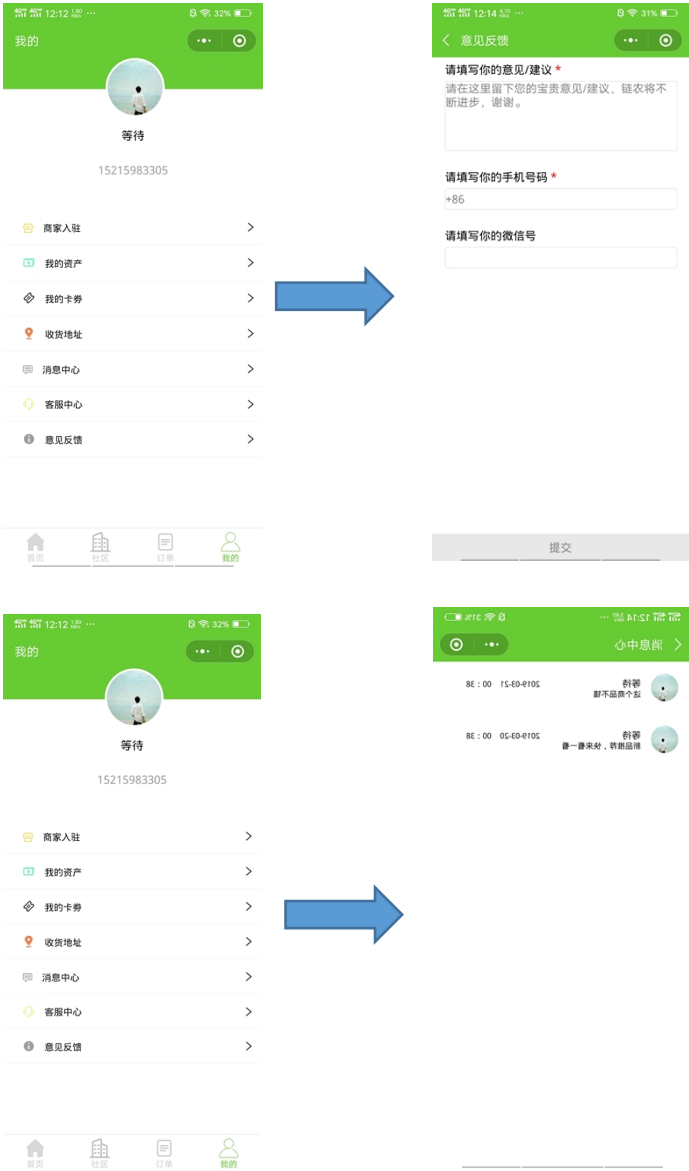 12:12 1.60 KB/s ··· 32%
我的
等待
15215983305
商家入驻
我的资产
我的卡券
收货地址
消息中心
客服中心
意见反馈
首页 社区 订单 我的
12:14 4.10 KB/s ··· 31%
意见反馈
请填写你的意见/建议 *
请在这里留下您的宝贵意见/建议，链农将不
断进步，谢谢。
请填写你的手机号码 *
+86
请填写你的微信号
提交
12:12 ··· 32%
我的
等待
15215983305
商家入驻
我的资产
我的卡券
收货地址
消息中心
客服中心
意见反馈
首页 社区 订单 我的
12:14 ··· 31%
消息中心
等待 2019-03-21 00：38
这个商品不错
等待 2019-03-20 00：38
新品推荐，快来看一看